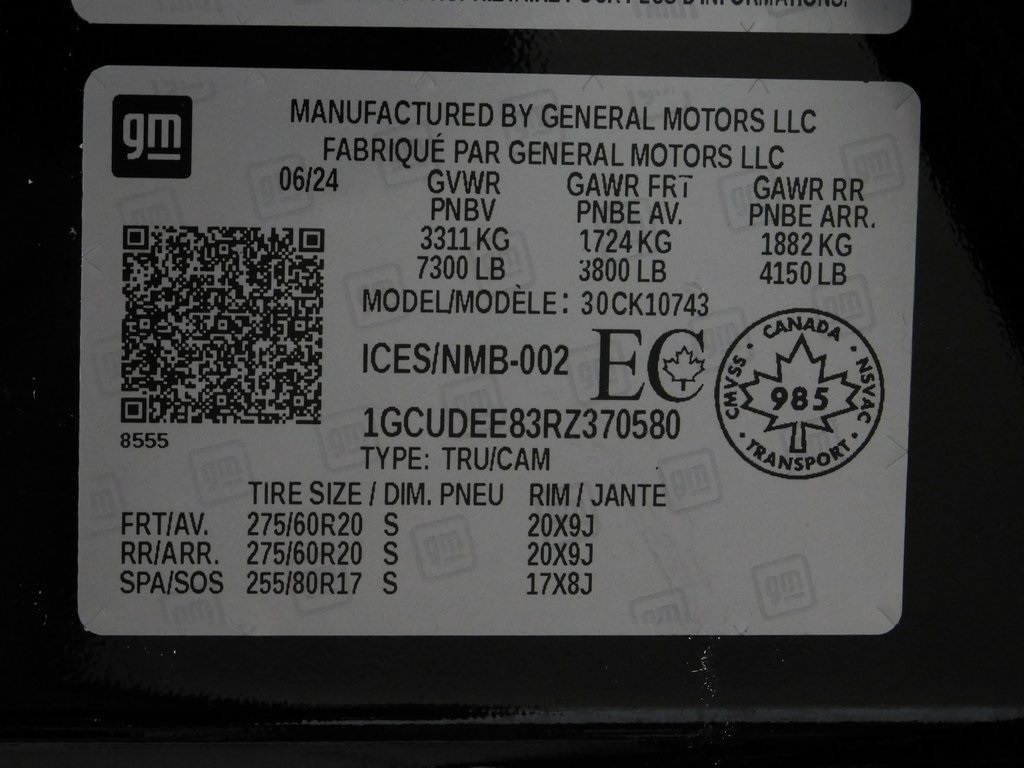 POUR PLUS D'INFORMATIONS.
gm
MANUFACTURED BY GENERAL MOTORS LLC
FABRIQUÉ PAR GENERAL MOTORS LLC
06/24 GVWR GAWR FRT GAWR RR
PNBV PNBE AV. PNBE ARR.
3311 KG 1724 KG 1882 KG
7300 LB 3800 LB 4150 LB
MODEL/MODÈLE: 30CK10743
ICES/NMB-002 EC
CANADA
CMVSS 985 NSVAC
TRANSPORT
1GCUDEE83RZ370580
8555
TYPE: TRU/CAM
TIRE SIZE / DIM. PNEU RIM / JANTE
FRT/AV. 275/60R20 S 20X9J
RR/ARR. 275/60R20 S 20X9J
SPA/SOS 255/80R17 S 17X8J